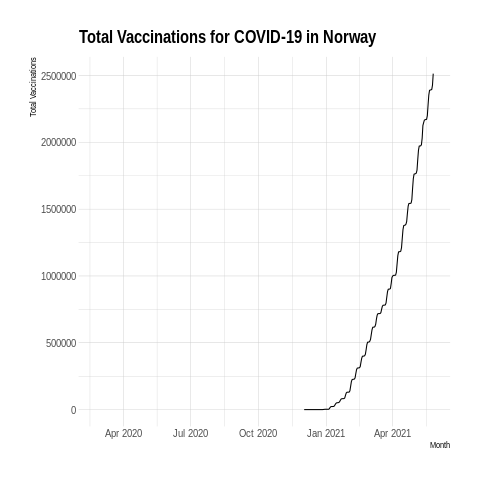 Total Vaccinations for COVID-19 in Norway
Total Vaccinations
2500000
2000000
1500000
1000000
500000
0
Apr 2020 Jul 2020 Oct 2020 Jan 2021 Apr 2021
Month